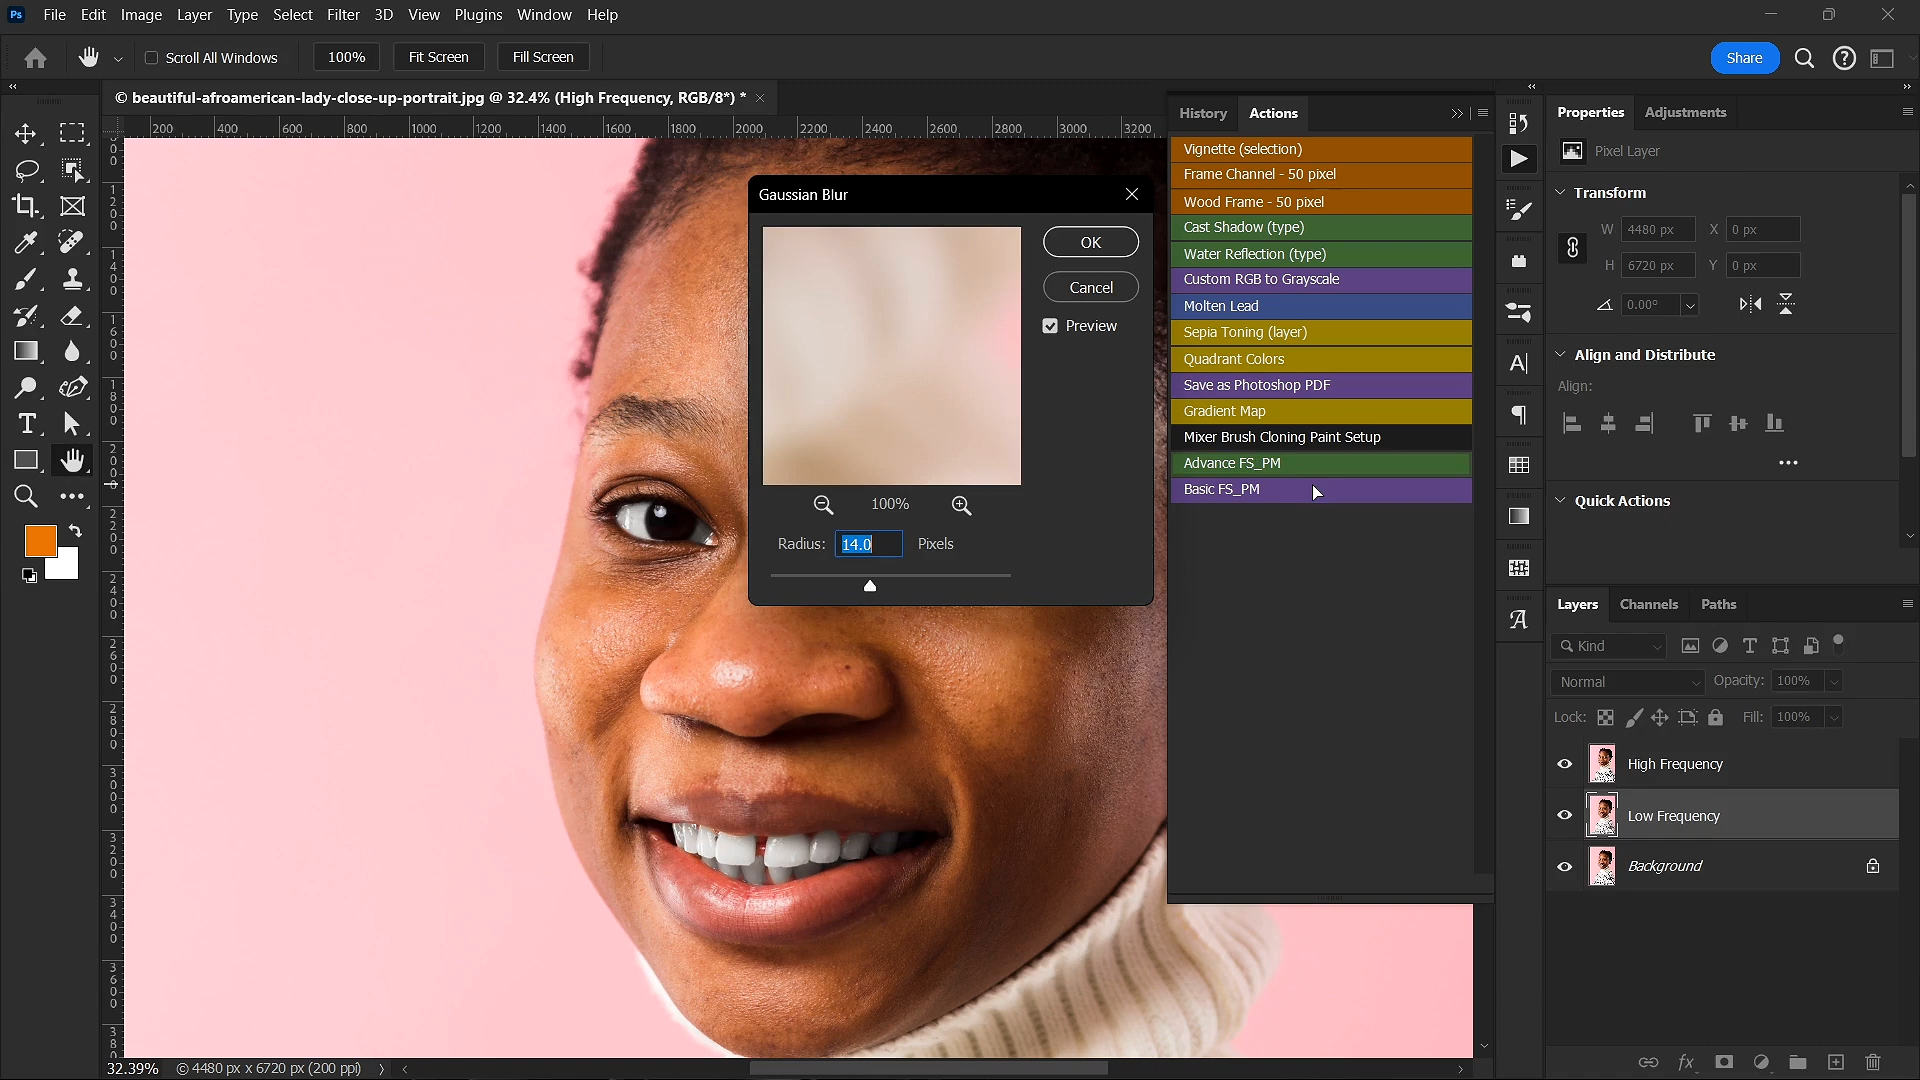 Ps File Edit Image Layer Type Select Filter 3D View Plugins Window Help
Scroll All Windows 100% Fit Screen Fill Screen Share
© beautiful-afroamerican-lady-close-up-portrait.jpg @ 32.4% (High Frequency, RGB/8*) *
200 400 600 800 1000 1200 1400 1600 1800 2000 2200 2400 2600 2800 3000 3200
History Actions
Vignette (selection)
Frame Channel - 50 pixel
Wood Frame - 50 pixel
Cast Shadow (type)
Water Reflection (type)
Custom RGB to Grayscale
Molten Lead
Sepia Toning (layer)
Quadrant Colors
Save as Photoshop PDF
Gradient Map
Mixer Brush Cloning Paint Setup
Advance FS_PM
Basic FS_PM
Gaussian Blur
OK
Cancel
Preview
100%
Radius: 14.0 Pixels
Properties Adjustments
Pixel Layer
Transform
W 4480 px X 0 px
H 6720 px Y 0 px
0.00°
Align and Distribute
Align:
Quick Actions
Layers Channels Paths
Kind
Normal Opacity: 100%
Lock: Fill: 100%
High Frequency
Low Frequency
Background
fx
32.39% © 4480 px x 6720 px (200 ppi)